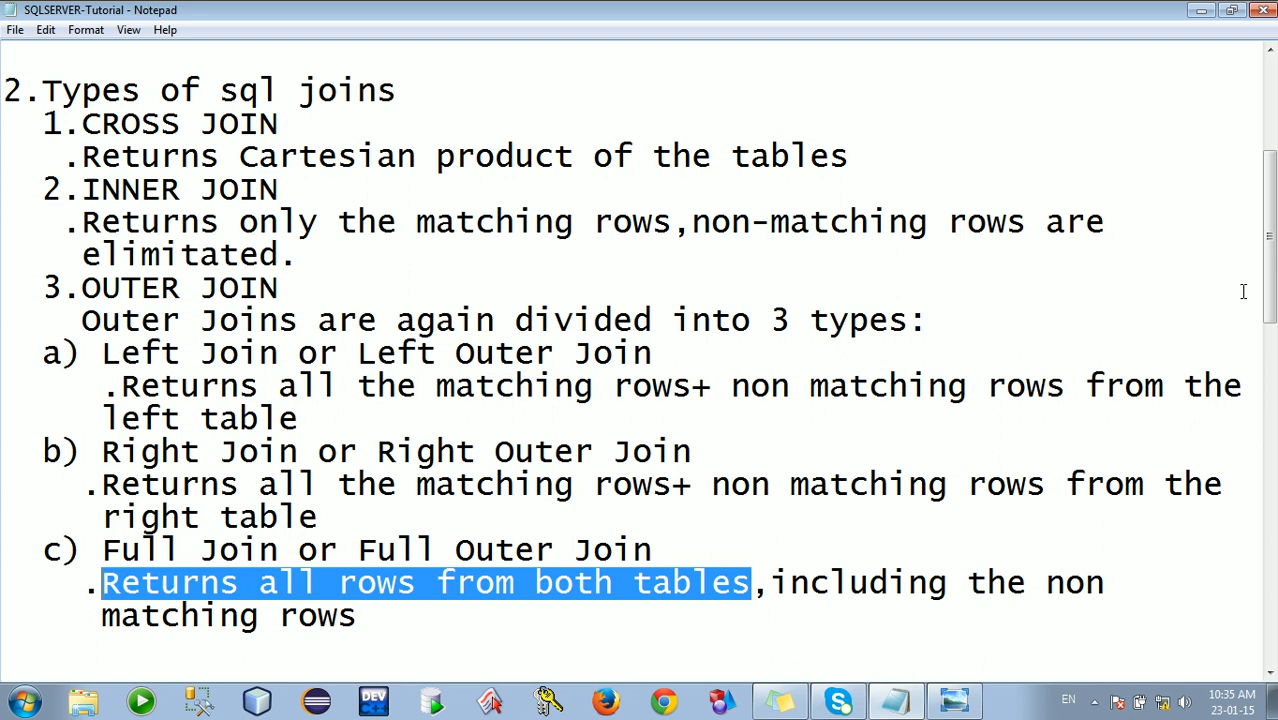 SQLSERVER-Tutorial - Notepad
File Edit Format View Help
2.Types of sql joins
1.CROSS JOIN
.Returns Cartesian product of the tables
2.INNER JOIN
.Returns only the matching rows,non-matching rows are
elimitated.
3.OUTER JOIN
Outer Joins are again divided into 3 types:
a) Left Join or Left Outer Join
.Returns all the matching rows+ non matching rows from the
left table
b) Right Join or Right Outer Join
.Returns all the matching rows+ non matching rows from the
right table
c) Full Join or Full Outer Join
.Returns all rows from both tables,including the non
matching rows
DEV
C++
EN
10:35 AM
23-01-15